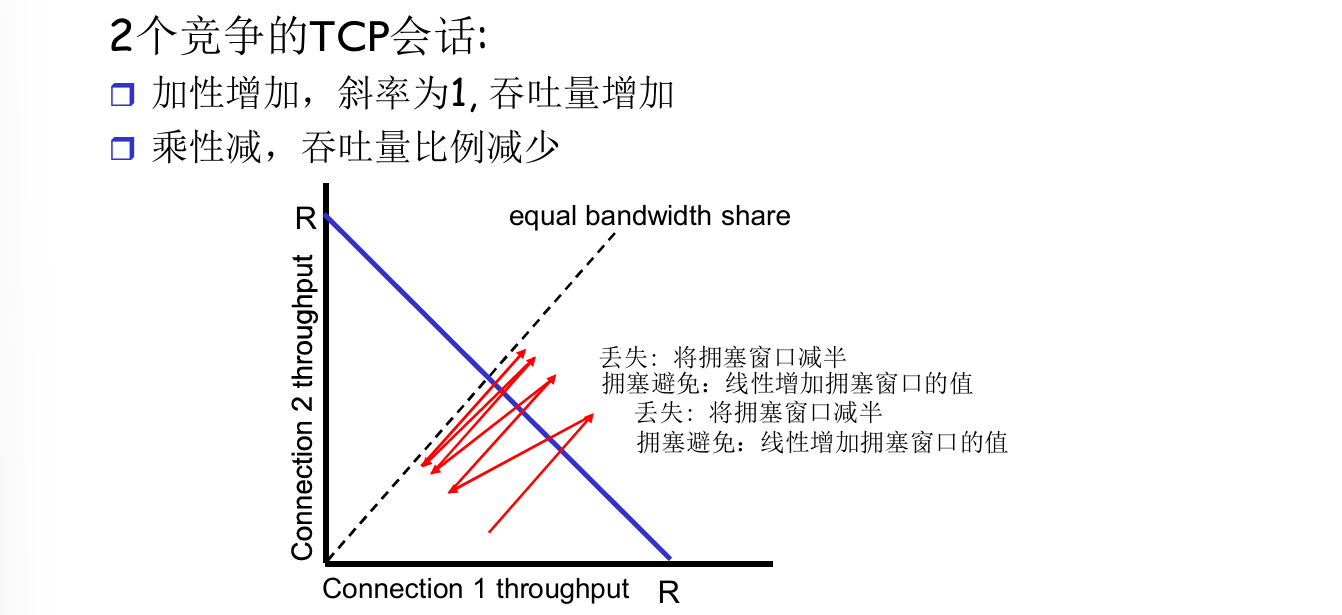 2个竞争的TCP会话:
加性增加，斜率为1, 吞吐量增加
乘性减，吞吐量比例减少
R
equal bandwidth share
Connection 2 throughput
丢失: 将拥塞窗口减半
拥塞避免: 线性增加拥塞窗口的值
丢失: 将拥塞窗口减半
拥塞避免: 线性增加拥塞窗口的值
Connection 1 throughput R